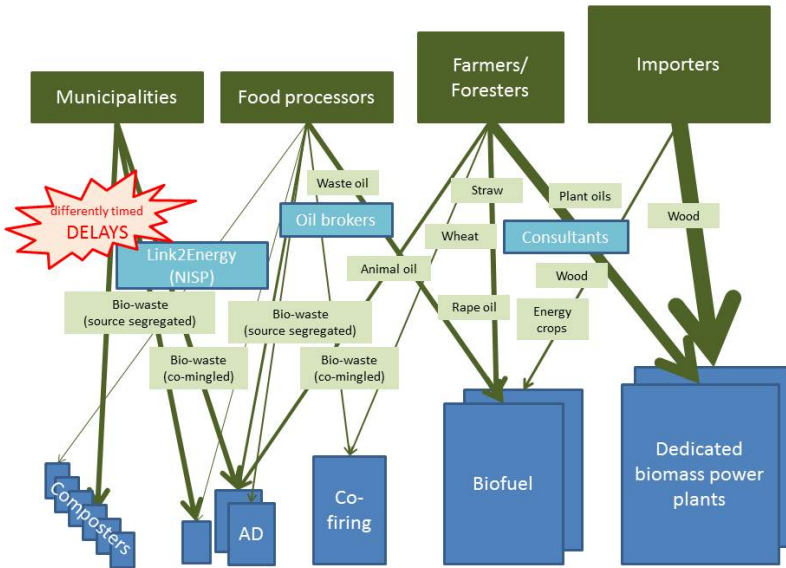 Municipalities
Food processors
Farmers/
Foresters
Importers
differently timed
DELAYS
Waste oil
Straw
Plant oils
Wood
Oil brokers
Link2Energy
(NISP)
Wheat
Consultants
Animal oil
Wood
Bio-waste
(source segregated)
Bio-waste
(source segregated)
Rape oil
Energy
crops
Bio-waste
(co-mingled)
Bio-waste
(co-mingled)
Composters
AD
Co-
firing
Biofuel
Dedicated
biomass power
plants